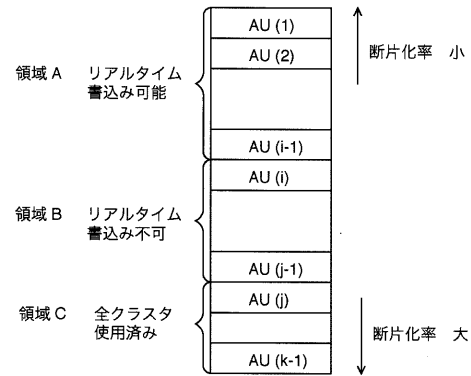 AU (1)
AU (2)
断片化率 小
領域 A リアルタイム
書込み可能
AU (i-1)
AU (i)
領域 B リアルタイム
書込み不可
AU (j-1)
AU (j)
領域 C 全クラスタ
使用済み
断片化率 大
AU (k-1)